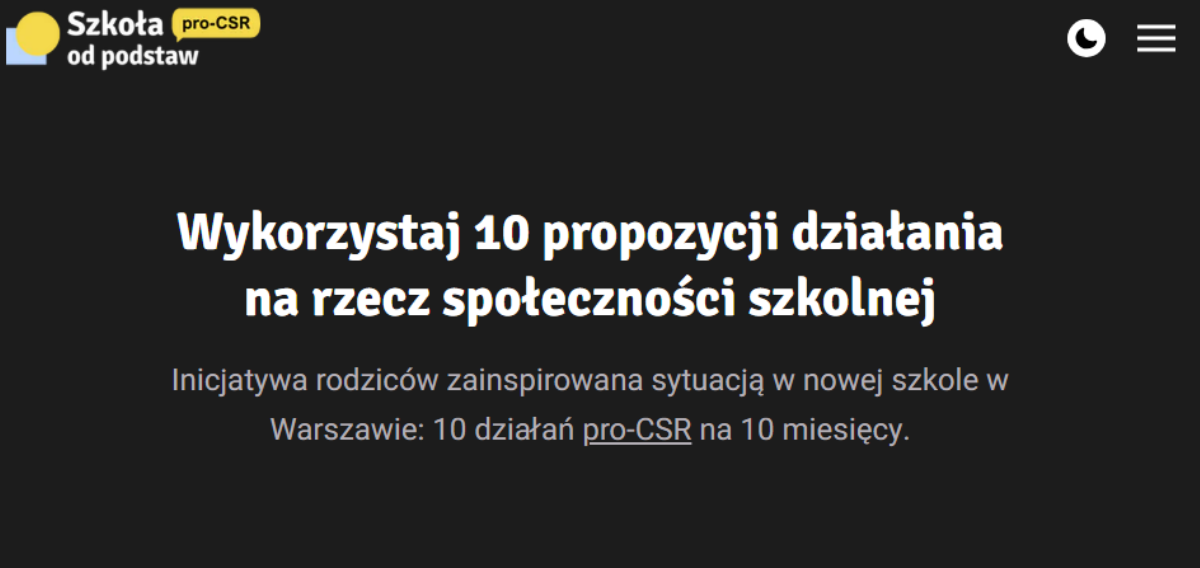 Szkoła pro-CSR
od podstaw
Wykorzystaj 10 propozycji działania
na rzecz społeczności szkolnej
Inicjatywa rodziców zainspirowana sytuacją w nowej szkole w
Warszawie: 10 działań pro-CSR na 10 miesięcy.